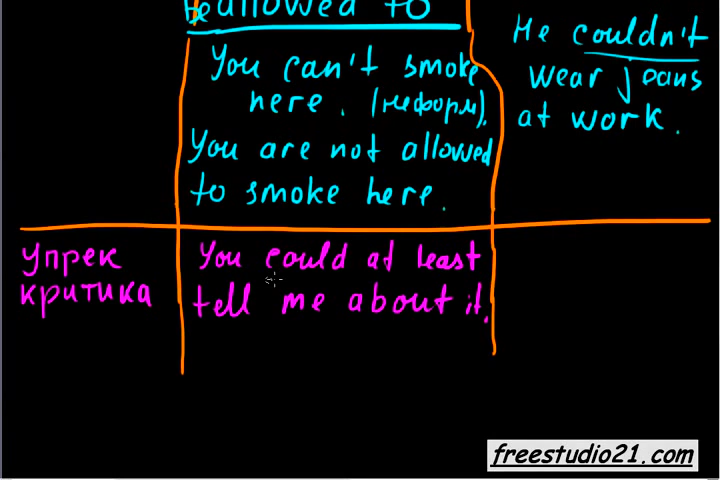 be allowed to
You can't smoke
here. (неформ).
You are not allowed
to smoke here.
He couldn't
wear jeans
at work.
Упрек
критика
You could at least
tell me about it.
freestudio21.com